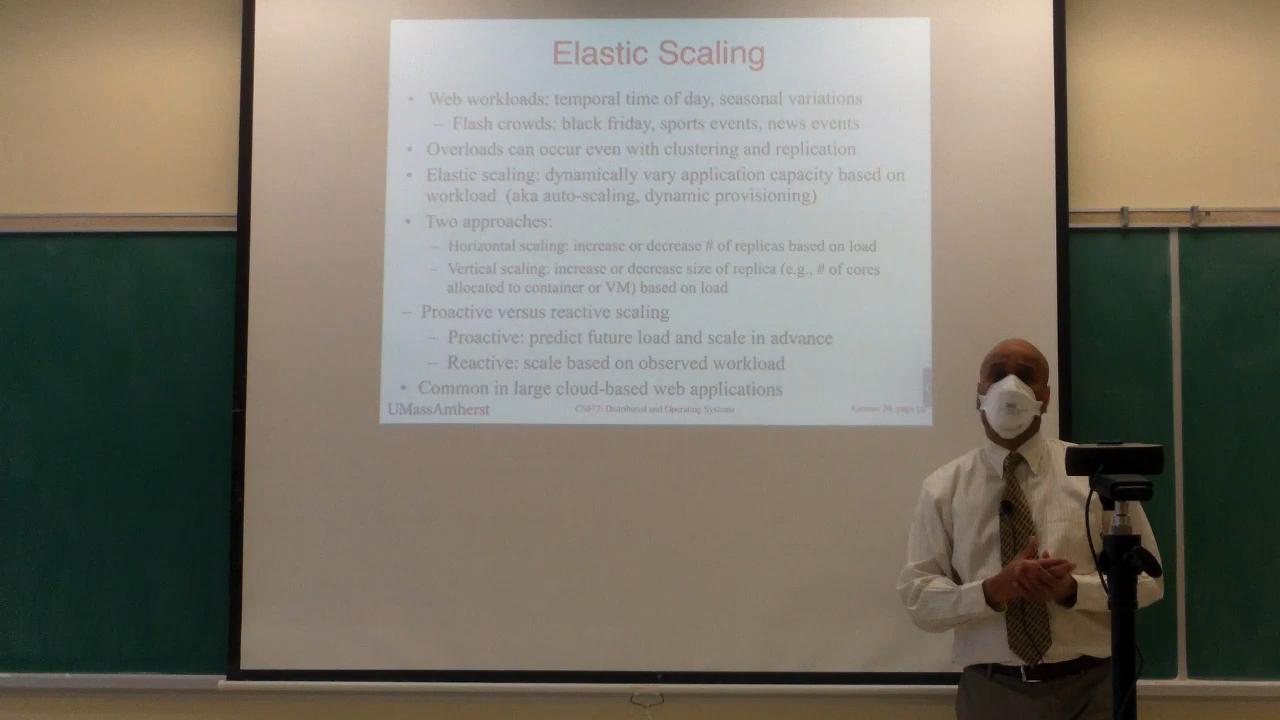 Elastic Scaling
• Web workloads: temporal time of day, seasonal variations
– Flash crowds: black friday, sports events, news events
• Overloads can occur even with clustering and replication
• Elastic scaling: dynamically vary application capacity based on
workload (aka auto-scaling, dynamic provisioning)
• Two approaches:
– Horizontal scaling: increase or decrease # of replicas based on load
– Vertical scaling: increase or decrease size of replica (e.g., # of cores
allocated to container or VM) based on load
– Proactive versus reactive scaling
– Proactive: predict future load and scale in advance
– Reactive: scale based on observed workload
• Common in large cloud-based web applications
UMassAmherst
CS677: Distributed and Operating Systems
Lecture 20, page